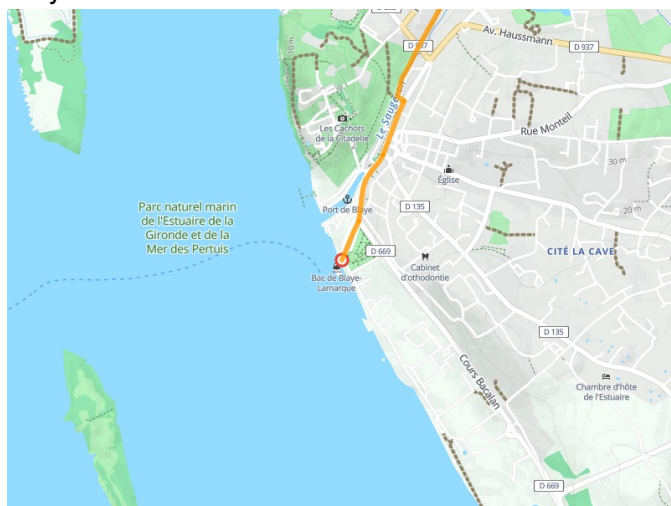 D 937
Av. Haussmann
D 937
10 m
Le Saugeron
Les Cachots
de la Citadelle
Rue Monteil
30 m
Église
20 m
Port de Blaye
D 135
Parc naturel marin
de l'Estuaire de la
Gironde et de la
Mer des Pertuis
D 669
CITÉ LA CAVE
Cabinet
d'othodontie
Bac de Blaye-
Lamarque
D 135
Cours Bacalan
Chambre d'hôte
de l'Estuaire
D 669